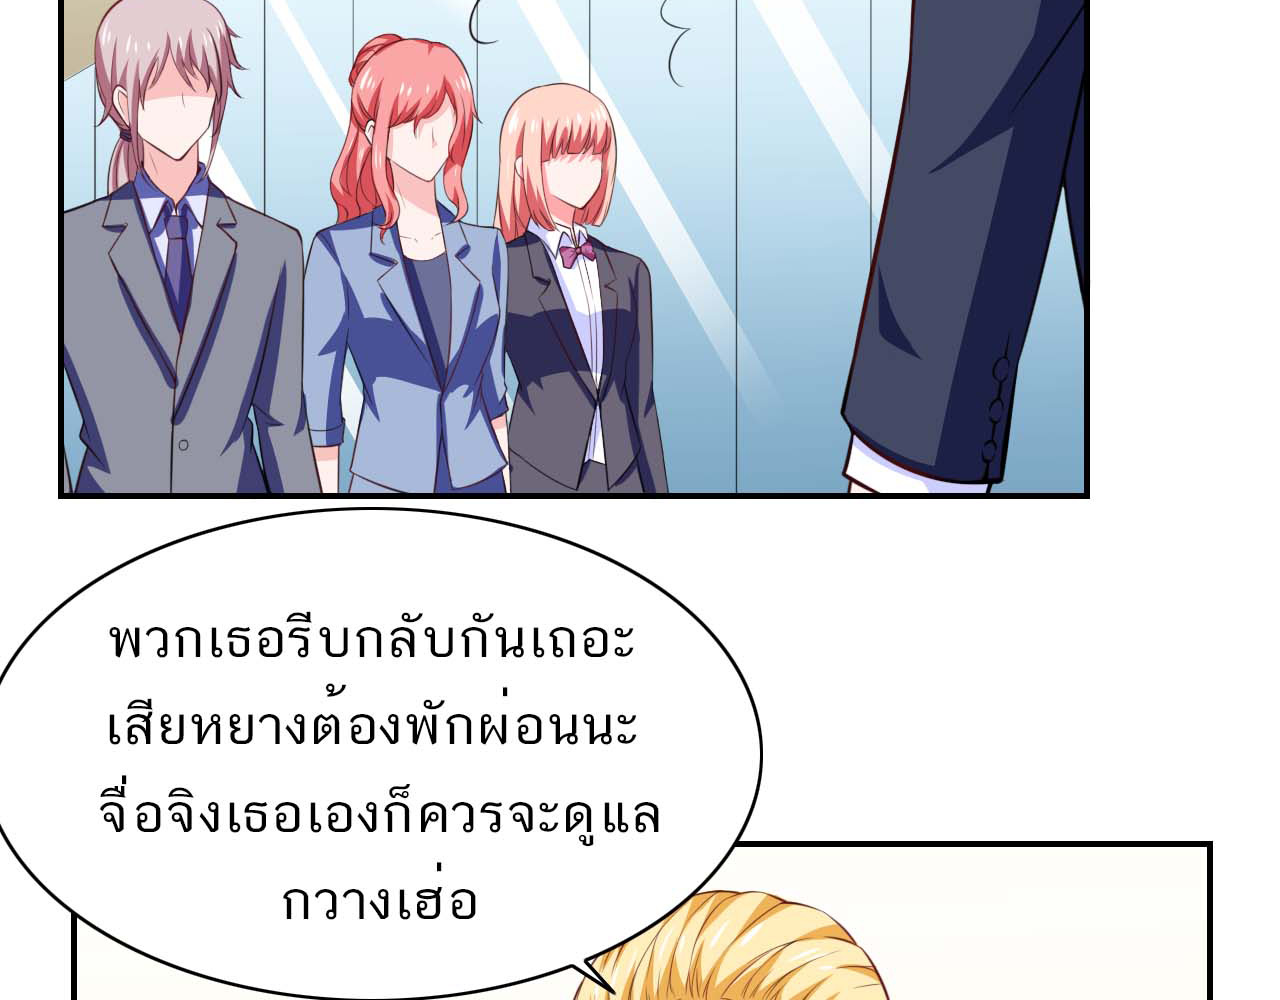 พวกเธอรีบกลับกันเถอะ
เสียหยางต้องพักผ่อนนะ
จื่อจิงเธอเองก็ควรจะดูแล
กวางเฮ่อ